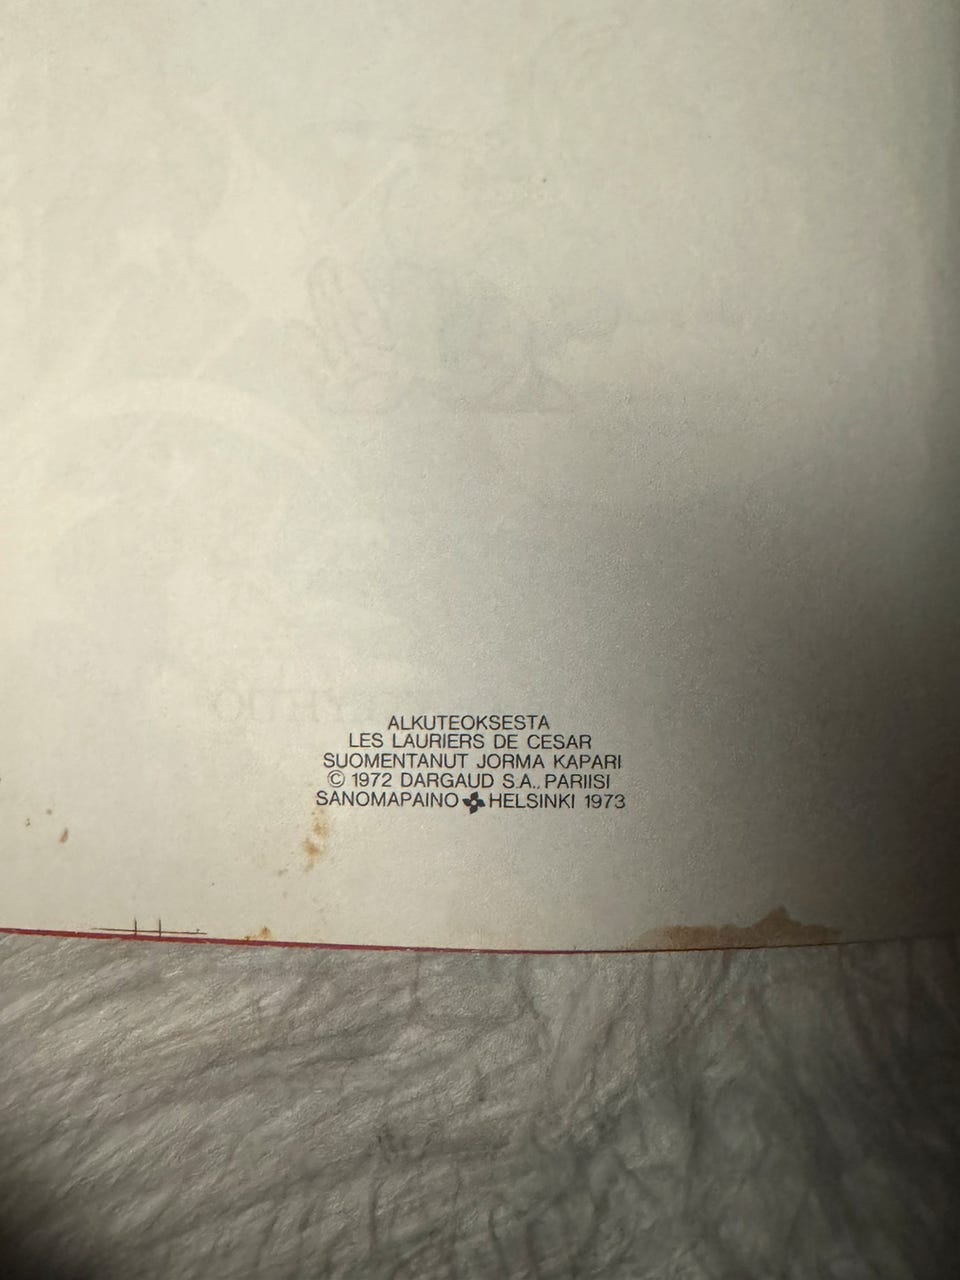 ALKUTEOKSESTA
LES LAURIERS DE CESAR
SUOMENTANUT JORMA KAPARI
© 1972 DARGAUD S.A., PARIISI
SANOMAPAINO HELSINKI 1973